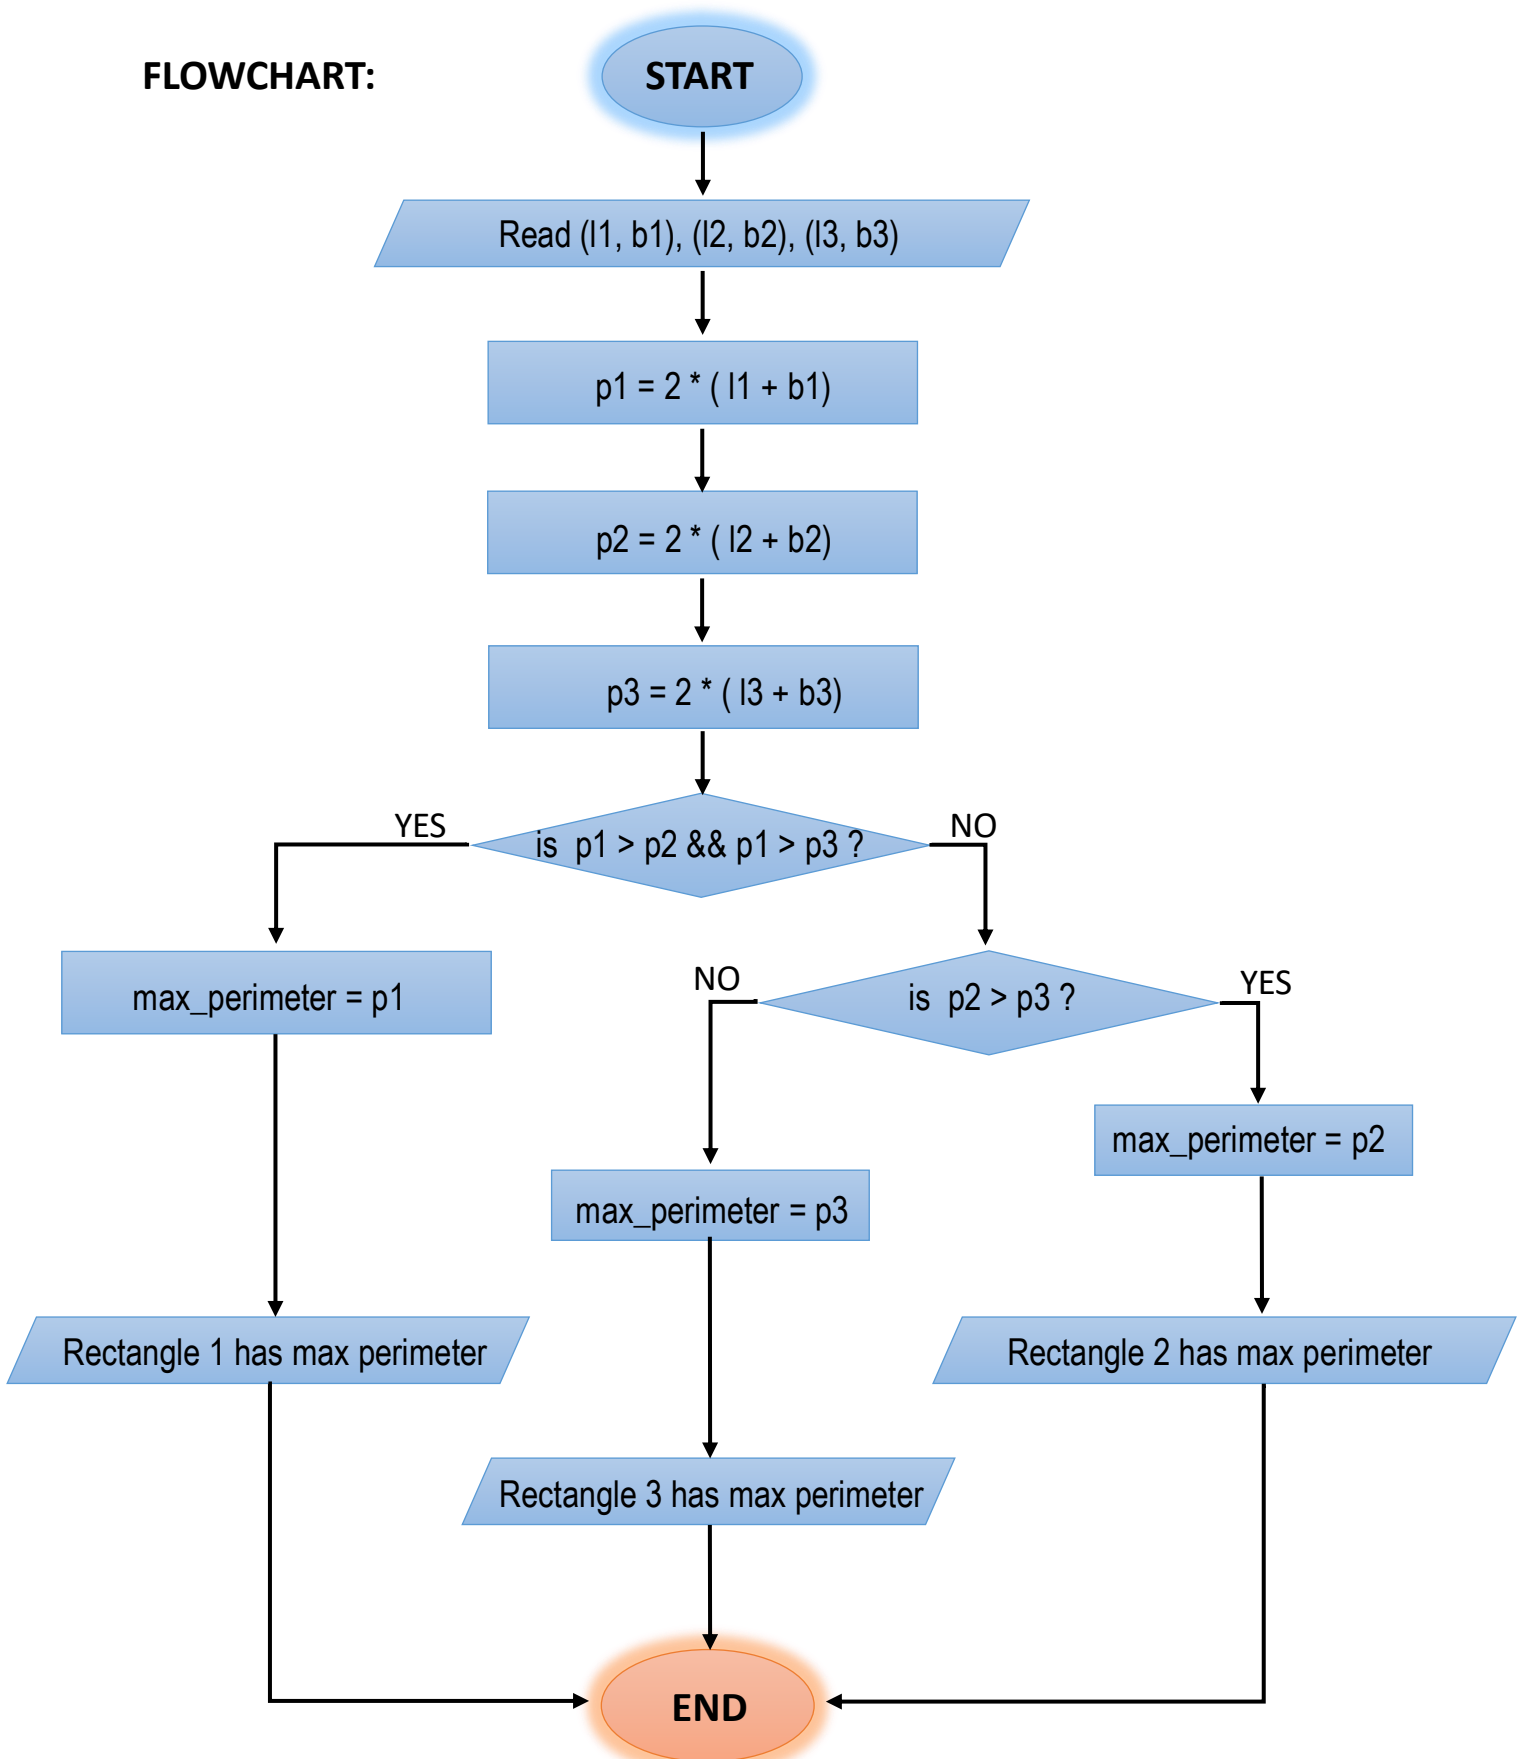 FLOWCHART:
START
Read (l1, b1), (l2, b2), (l3, b3)
p1 = 2 * ( l1 + b1)
p2 = 2 * ( l2 + b2)
p3 = 2 * ( l3 + b3)
YES
is p1 > p2 && p1 > p3 ?
NO
max_perimeter = p1
NO
is p2 > p3 ?
YES
max_perimeter = p2
max_perimeter = p3
Rectangle 1 has max perimeter
Rectangle 2 has max perimeter
Rectangle 3 has max perimeter
END